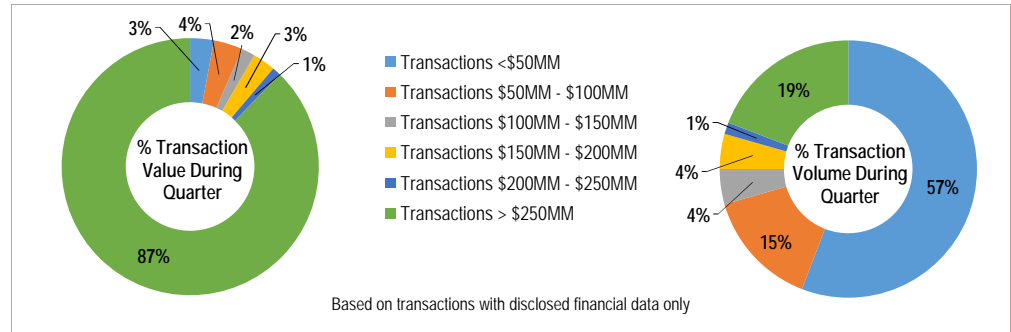 3%
4%
2%
3%
1%
87%
% Transaction
Value During
Quarter
Transactions <$50MM
Transactions $50MM - $100MM
Transactions $100MM - $150MM
Transactions $150MM - $200MM
Transactions $200MM - $250MM
Transactions > $250MM
19%
1%
4%
4%
15%
57%
% Transaction
Volume During
Quarter
Based on transactions with disclosed financial data only